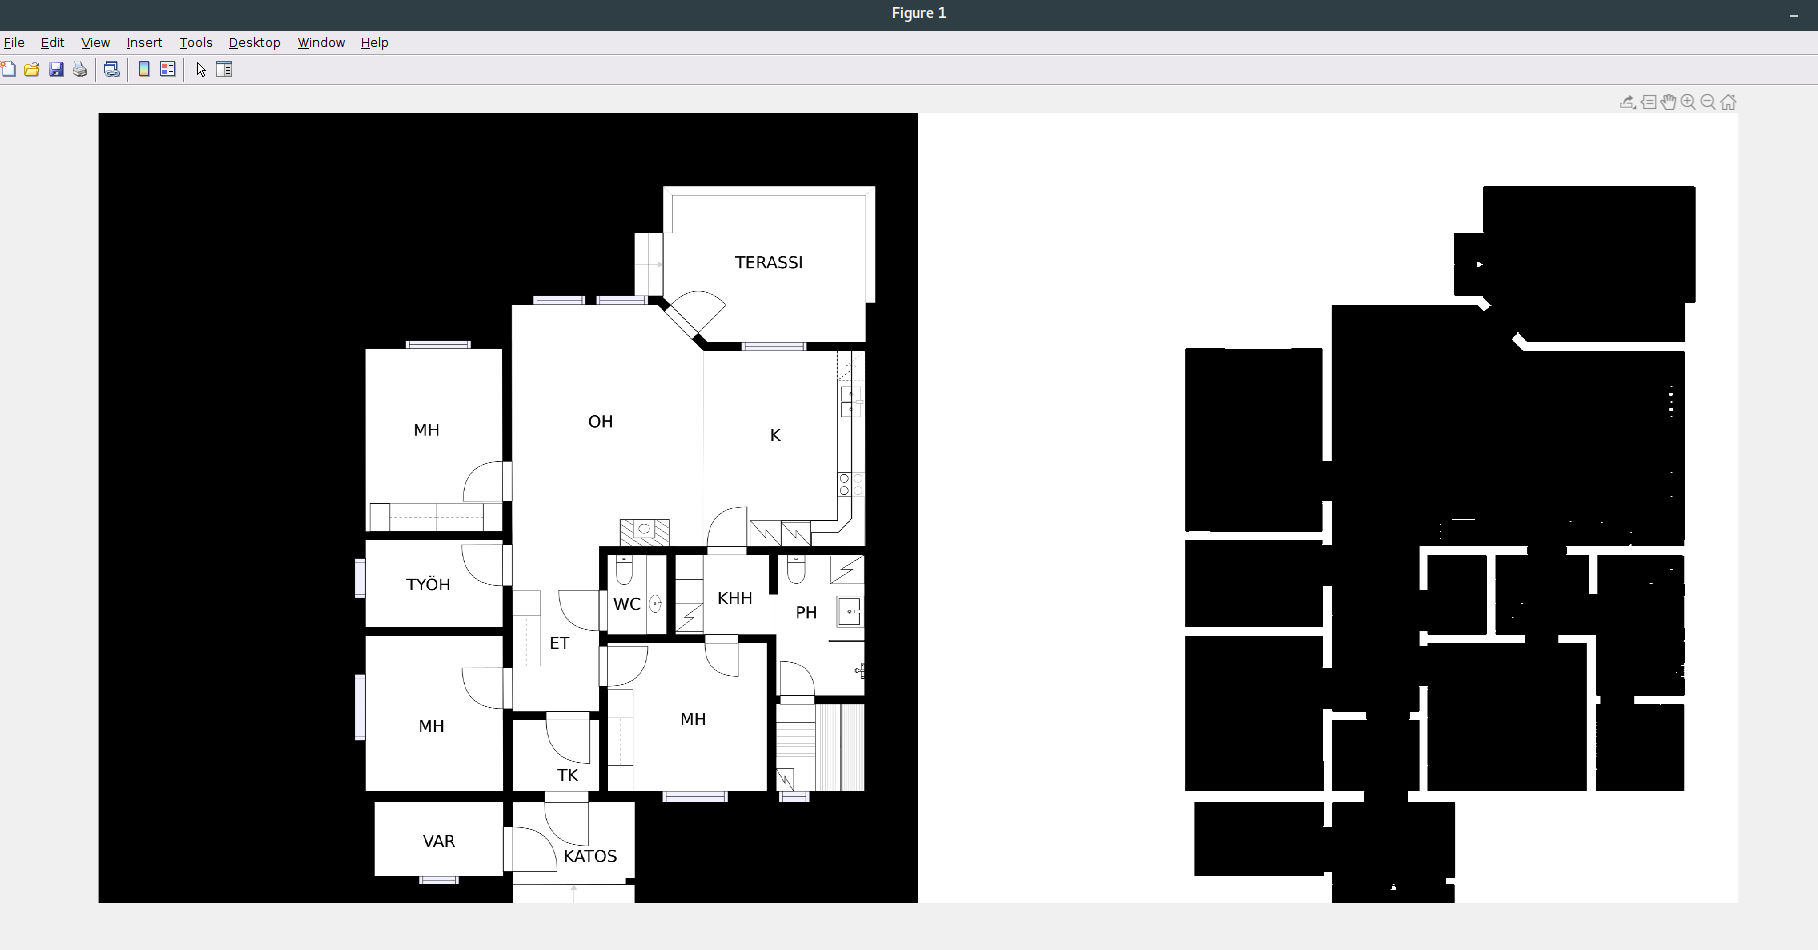 Figure 1
File Edit View Insert Tools Desktop Window Help
TERASSI
OH
MH
K
TYÖH
WC
KHH
PH
ET
MH
MH
TK
VAR
KATOS